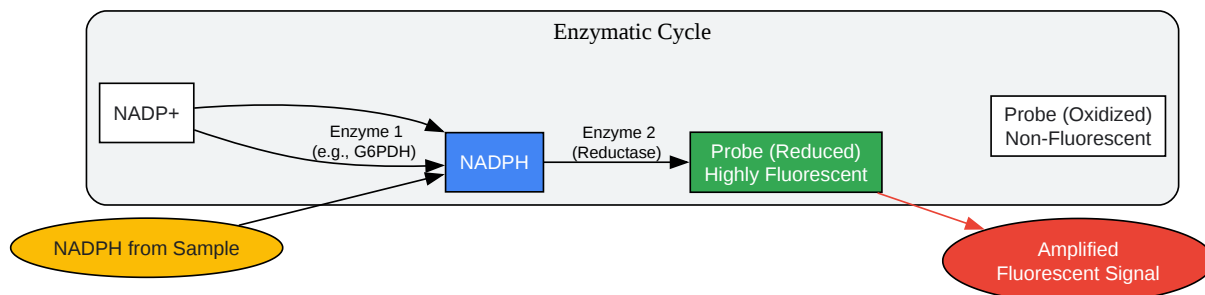 Enzymatic Cycle
NADP+
Enzyme 1
(e.g., G6PDH)
NADPH
Enzyme 2
(Reductase)
Probe (Reduced)
Highly Fluorescent
Probe (Oxidized)
Non-Fluorescent
NADPH from Sample
Amplified
Fluorescent Signal